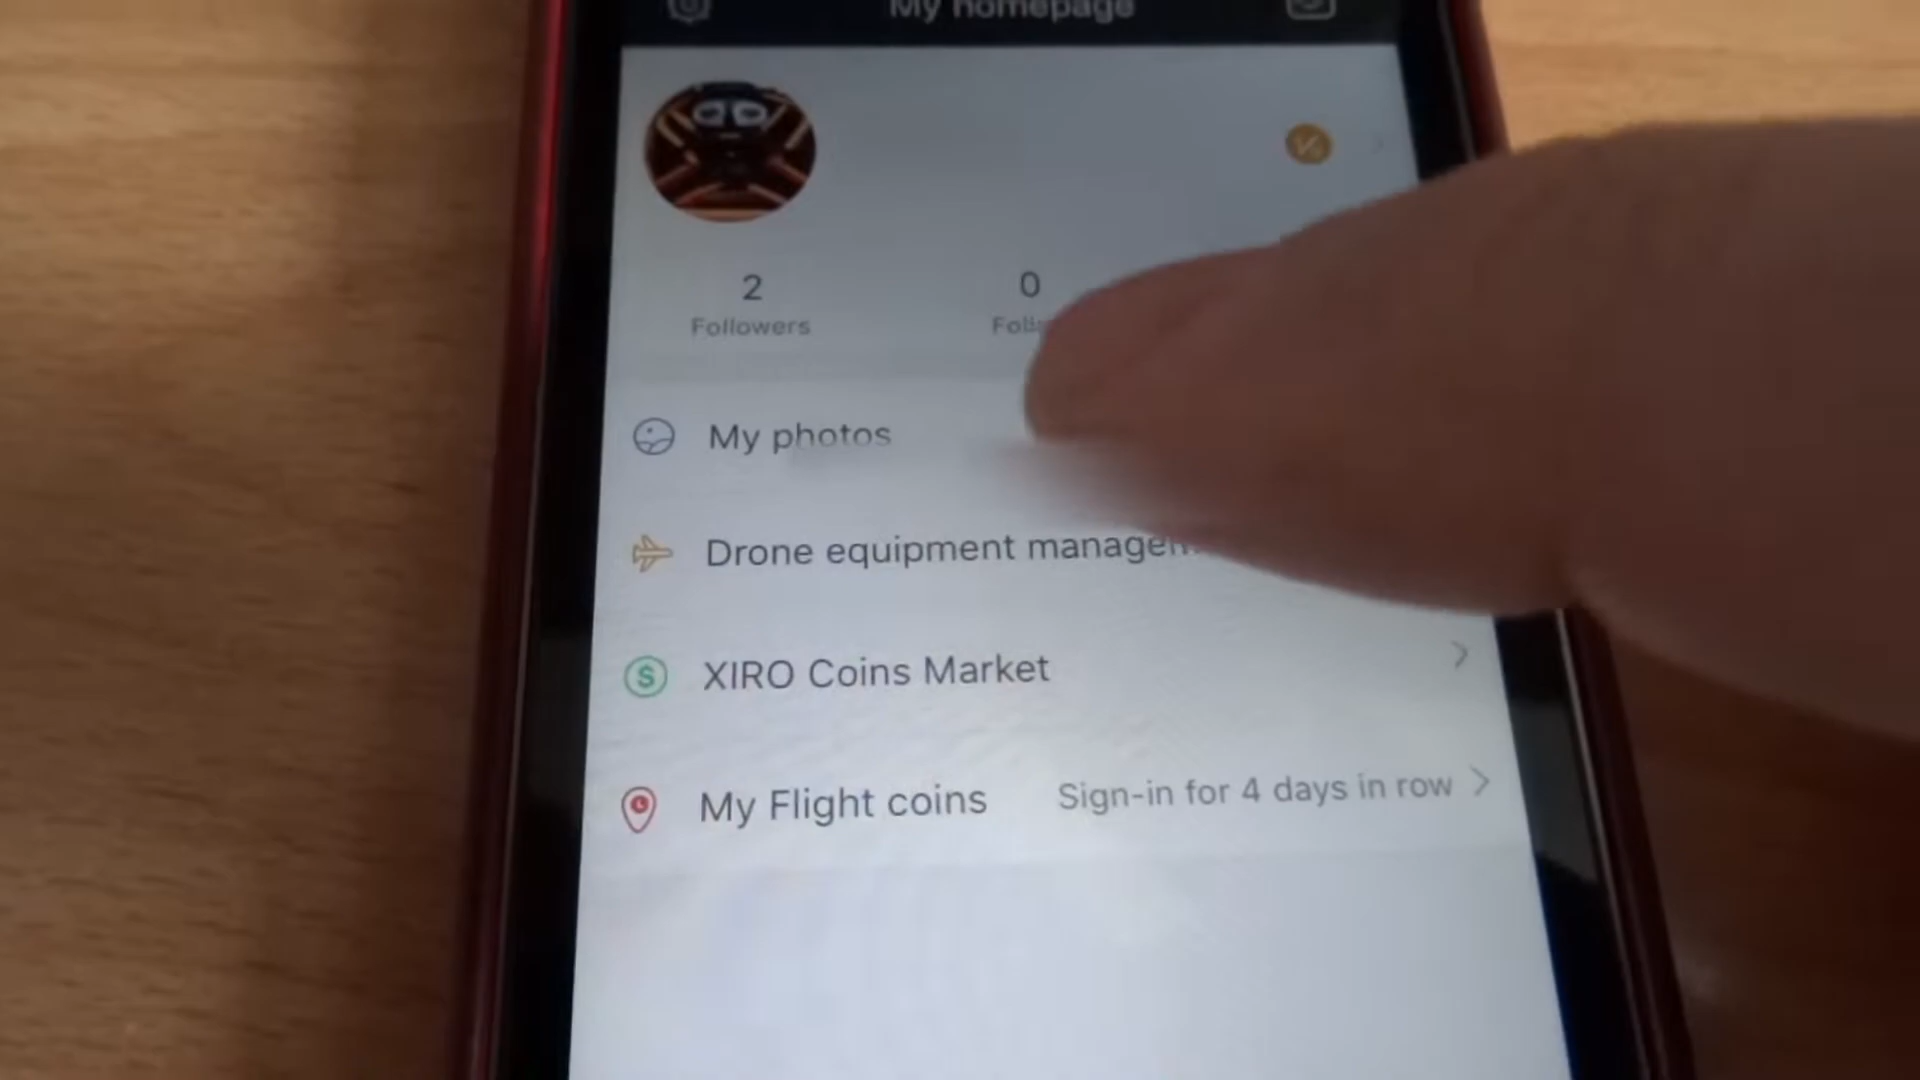 My homepage
2 0
Followers
My photos
Drone equipment
XIRO Coins Market
My Flight coins Sign-in for 4 days in row